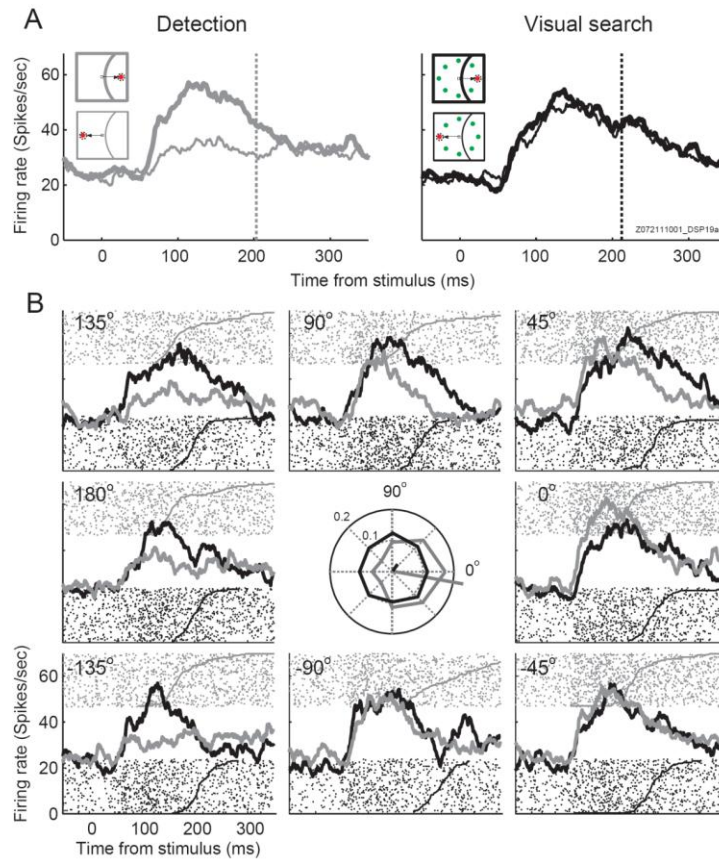 A
Detection
Visual search
Firing rate (Spikes/sec)
60
40
20
0
Z072111001_DSP19a
0 100 200 300
0 100 200 300
Time from stimulus (ms)
B
135°
90°
45°
180°
90°
0.2
0.1
0°
0°
-135°
-90°
-45°
Firing rate (Spikes/sec)
60
40
20
0
0 100 200 300
Time from stimulus (ms)